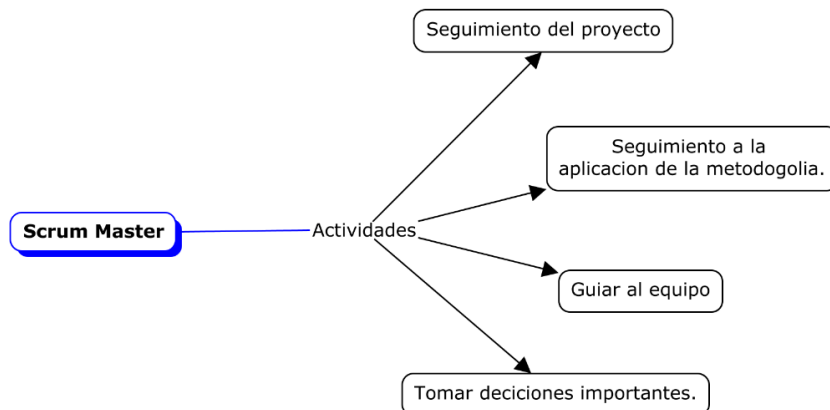 Seguimiento del proyecto
Seguimiento a la
aplicacion de la metodogolia.
Scrum Master
Actividades
Guiar al equipo
Tomar deciciones importantes.